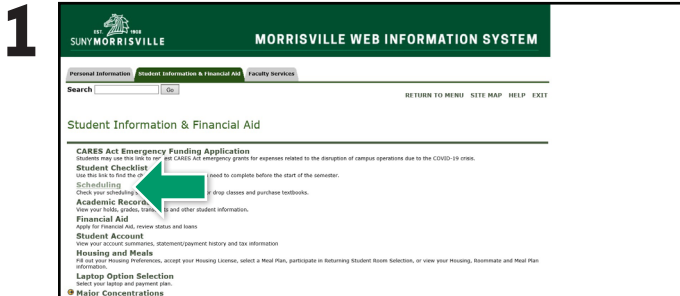 1
EST. 1908
SUNY MORRISVILLE
MORRISVILLE WEB INFORMATION SYSTEM
Personal Information Student Information & Financial Aid Faculty Services
Search Go
RETURN TO MENU SITE MAP HELP EXIT
Student Information & Financial Aid
CARES Act Emergency Funding Application
Students may use this link to request CARES Act emergency grants for expenses related to the disruption of campus operations due to the COVID-19 crisis.
Student Checklist
Use this link to find the need to complete before the start of the semester.
Scheduling
Check your scheduling or drop classes and purchase textbooks.
Academic Record
View your holds, grades, and other student information.
Financial Aid
Apply for Financial Aid, review status and loans
Student Account
View your account summaries, statement/payment history and tax information
Housing and Meals
Fill out your Housing Preferences, accept your Housing License, select a Meal Plan, participate in Returning Student Room Selection, or view your Housing, Roommate and Meal Plan
information.
Laptop Option Selection
Select your laptop and payment plan.
Major Concentrations